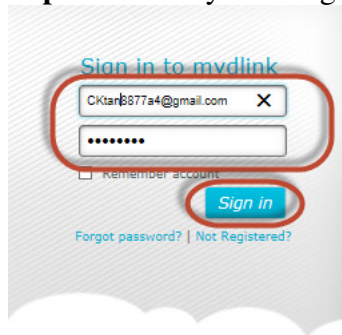 Sign in to mydlink
CKtan8877a4@gmail.com
••••••••
Remember account
Sign in
Forgot password? | Not Registered?